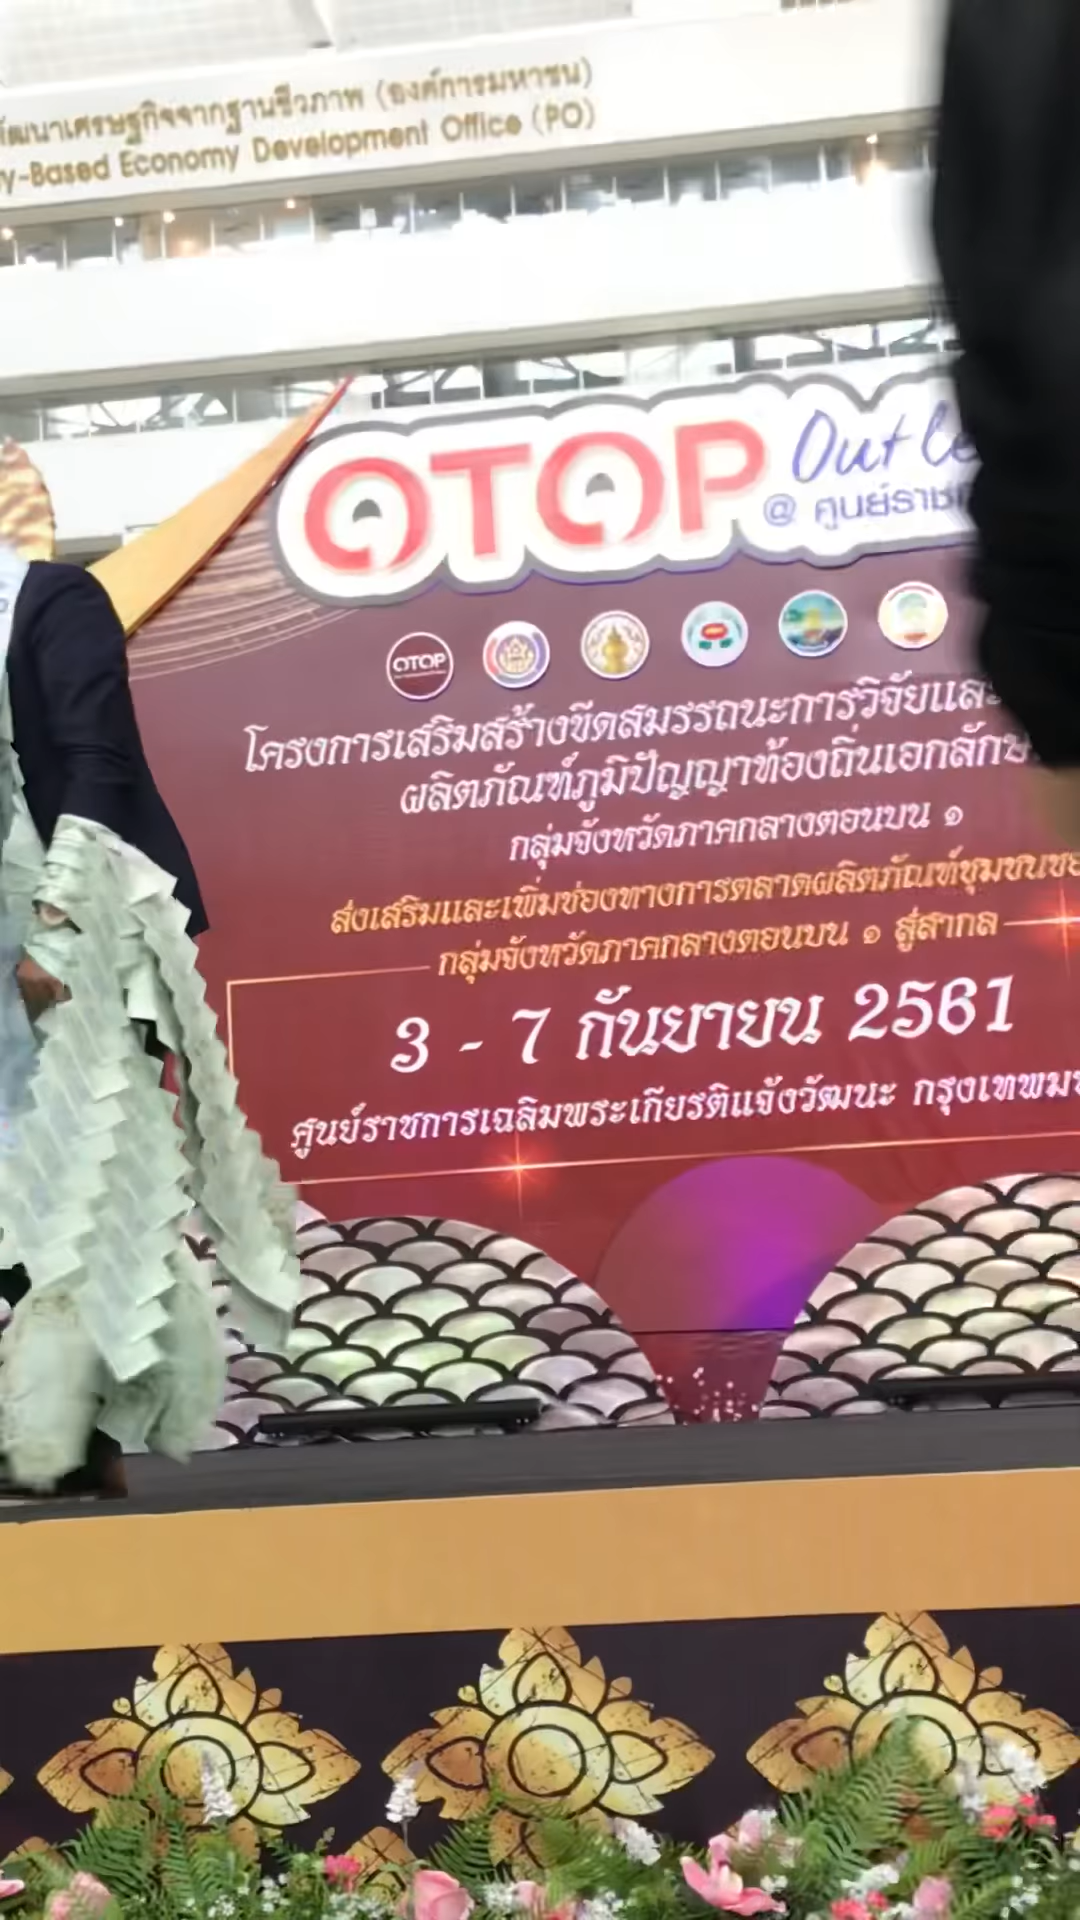 พัฒนาเศรษฐกิจจากฐานชีวภาพ (องค์การมหาชน)
y-Based Economy Development Office (PO)
OTOP Outle
@ ศูนย์ราช
OTOP
โครงการเสริมสร้างขีดสมรรถนะการวิจัยและ
ผลิตภัณฑ์ภูมิปัญญาท้องถิ่นเอกลักษ
กลุ่มจังหวัดภาคกลางตอนบน ๑
ส่งเสริมและเพิ่มช่องทางการตลาดผลิตภัณฑ์ชุมชนขอ
กลุ่มจังหวัดภาคกลางตอนบน ๑ สู่สากล
3 - 7 กันยายน 2561
ศูนย์ราชการเฉลิมพระเกียรติแจ้งวัฒนะ กรุงเทพมห